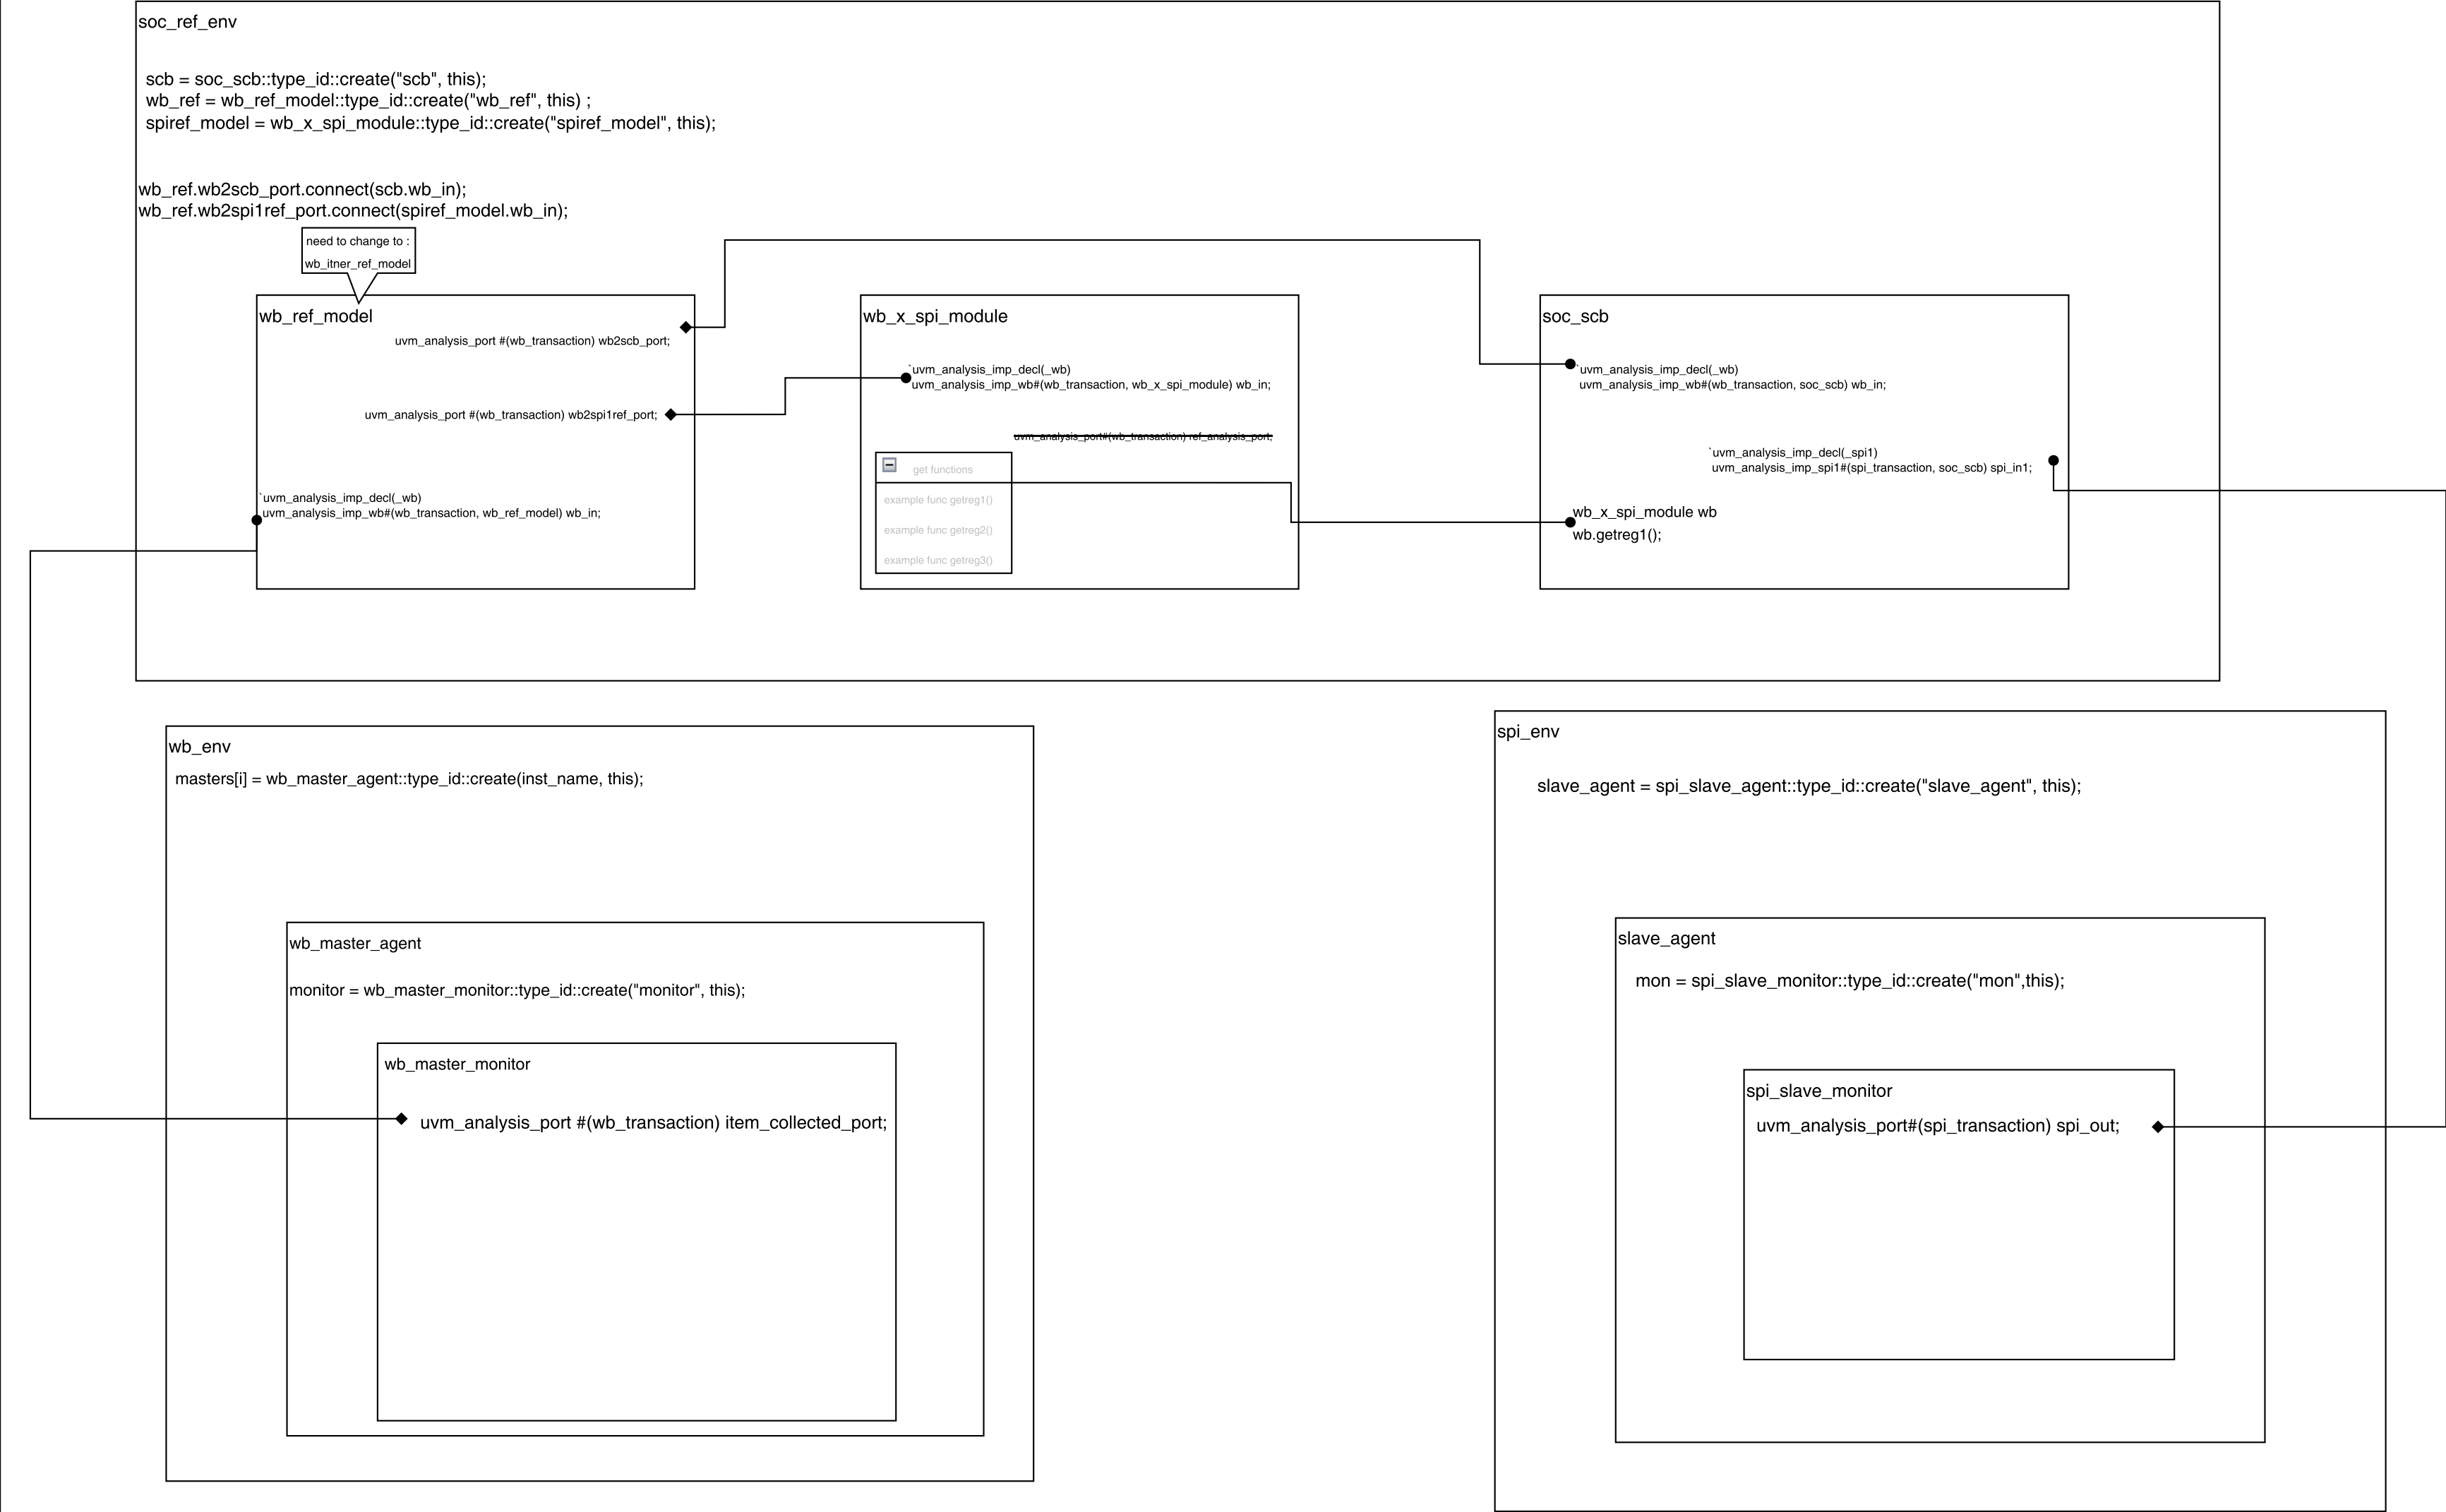 soc_ref_env
scb = soc_scb::type_id::create("scb", this);
wb_ref = wb_ref_model::type_id::create("wb_ref", this) ;
spiref_model = wb_x_spi_module::type_id::create("spiref_model", this);
wb_ref.wb2scb_port.connect(scb.wb_in);
wb_ref.wb2spi1ref_port.connect(spiref_model.wb_in);
need to change to :
wb_itner_ref_model
wb_ref_model
uvm_analysis_port #(wb_transaction) wb2scb_port;
uvm_analysis_port #(wb_transaction) wb2spi1ref_port;
`uvm_analysis_imp_decl(_wb)
uvm_analysis_imp_wb#(wb_transaction, wb_ref_model) wb_in;
wb_x_spi_module
`uvm_analysis_imp_decl(_wb)
uvm_analysis_imp_wb#(wb_transaction, wb_x_spi_module) wb_in;
uvm_analysis_port#(wb_transaction) ref_analysis_port;
get functions
example func getreg1()
example func getreg2()
example func getreg3()
soc_scb
`uvm_analysis_imp_decl(_wb)
uvm_analysis_imp_wb#(wb_transaction, soc_scb) wb_in;
`uvm_analysis_imp_decl(_spi1)
uvm_analysis_imp_spi1#(spi_transaction, soc_scb) spi_in1;
wb_x_spi_module wb
wb.getreg1();
wb_env
masters[i] = wb_master_agent::type_id::create(inst_name, this);
wb_master_agent
monitor = wb_master_monitor::type_id::create("monitor", this);
wb_master_monitor
uvm_analysis_port #(wb_transaction) item_collected_port;
spi_env
slave_agent = spi_slave_agent::type_id::create("slave_agent", this);
slave_agent
mon = spi_slave_monitor::type_id::create("mon",this);
spi_slave_monitor
uvm_analysis_port#(spi_transaction) spi_out;